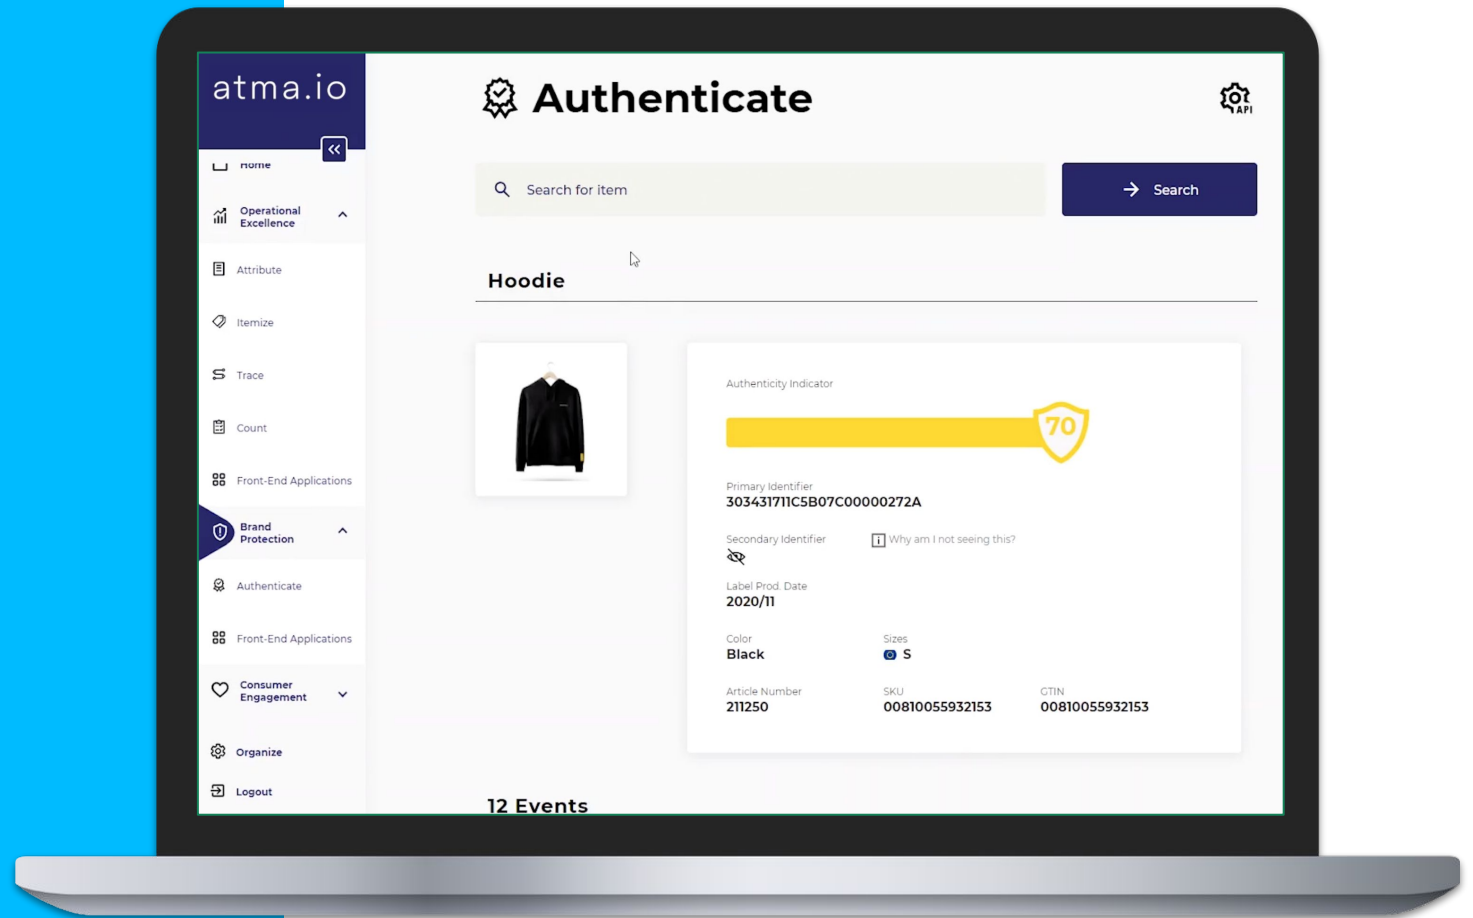 atma.io
Home
Operational
Excellence
Attribute
Itemize
Trace
Count
Front-End Applications
Brand
Protection
Authenticate
Front-End Applications
Consumer
Engagement
Organize
Logout
Authenticate
API
Search for item
Search
Hoodie
Authenticity Indicator
70
Primary Identifier
303431711C5B07C00000272A
Secondary Identifier
Why am I not seeing this?
Label Prod. Date
2020/11
Color
Sizes
Black
S
Article Number
SKU
GTIN
211250
00810055932153
00810055932153
12 Events